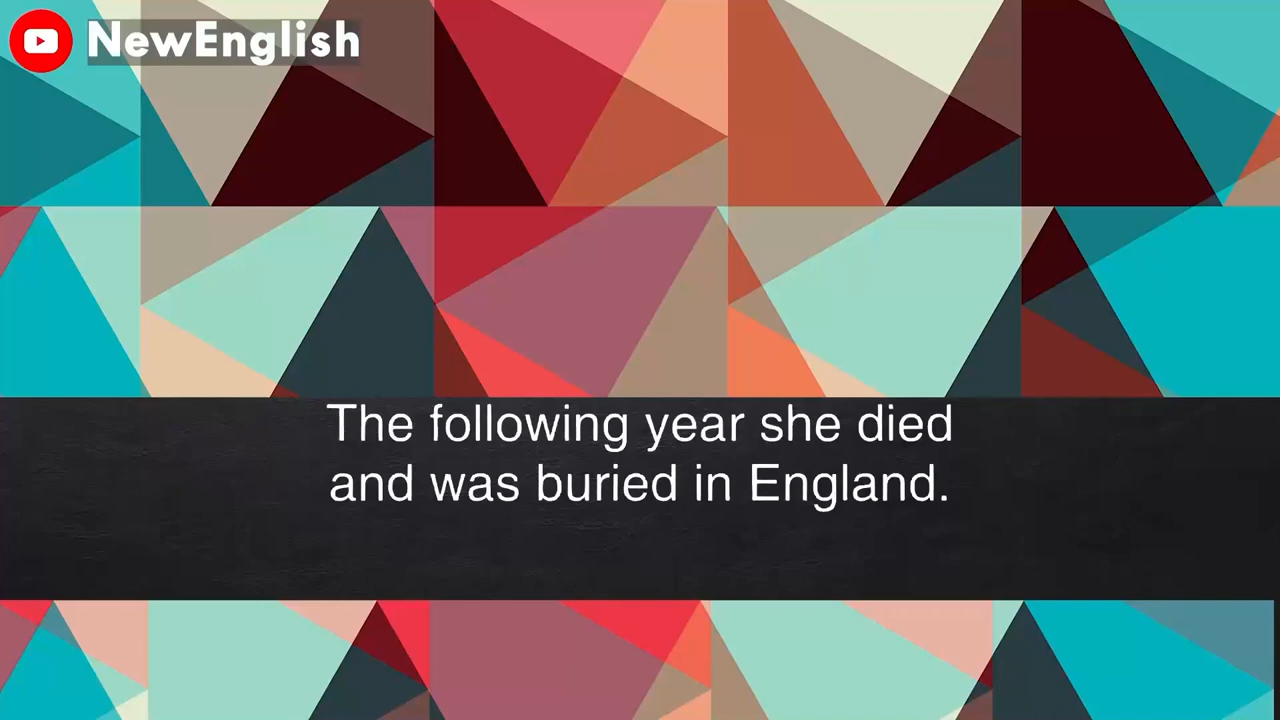 NewEnglish
The following year she died
and was buried in England.